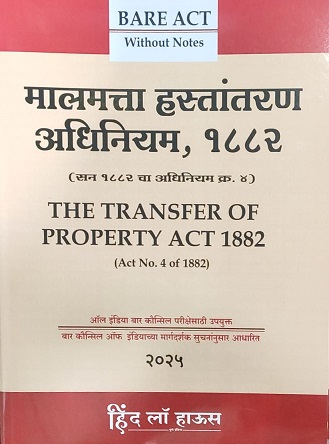 BARE ACT
Without Notes
मालमत्ता हस्तांतरण
अधिनियम, १८८२
(सन १८८२ चा अधिनियम क्र. ४)
THE TRANSFER OF
PROPERTY ACT 1882
(Act No. 4 of 1882)
ऑल इंडिया बार कौन्सिल परीक्षेसाठी उपयुक्त
बार कौन्सिल ऑफ इंडियाच्या मार्गदर्शक सुचनांनुसार आधारित
२०२५
हिंद लॉ हाऊस